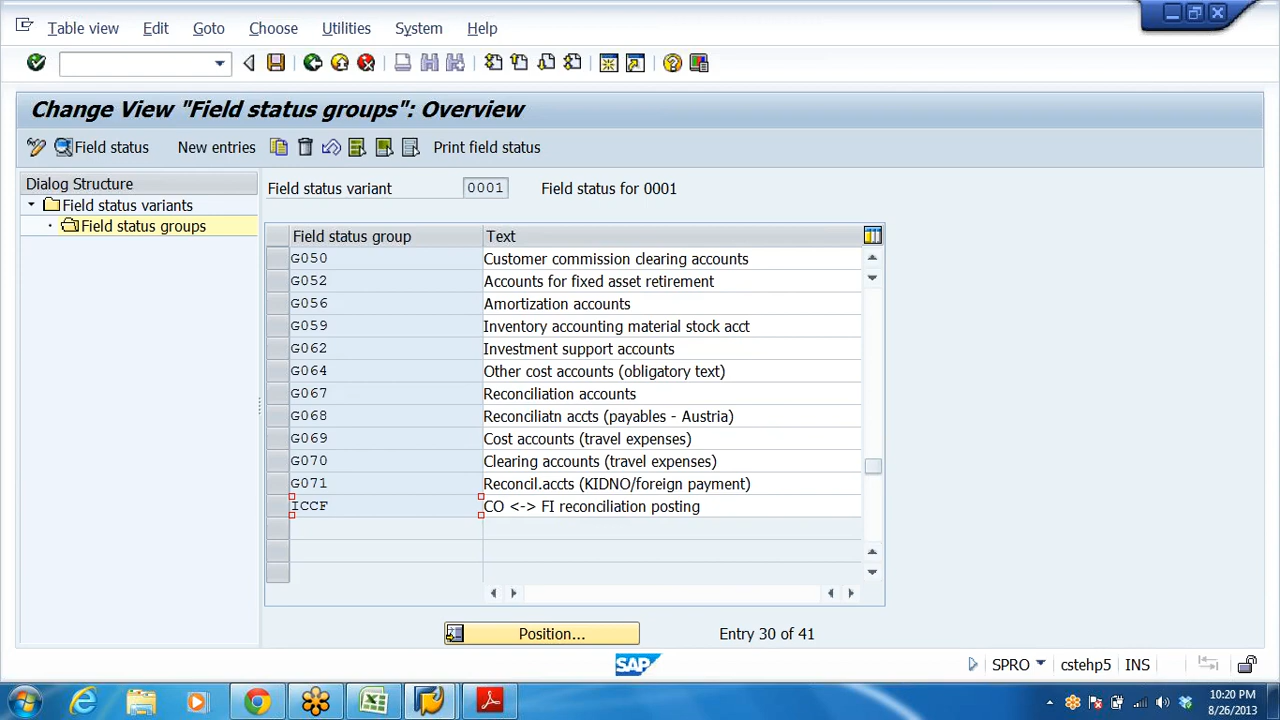 Table view Edit Goto Choose Utilities System Help
Change View "Field status groups": Overview
Field status New entries Print field status
Dialog Structure
Field status variants
Field status groups
Field status variant 0001 Field status for 0001
Field status group Text
G050 Customer commission clearing accounts
G052 Accounts for fixed asset retirement
G056 Amortization accounts
G059 Inventory accounting material stock acct
G062 Investment support accounts
G064 Other cost accounts (obligatory text)
G067 Reconciliation accounts
G068 Reconciliatn accts (payables - Austria)
G069 Cost accounts (travel expenses)
G070 Clearing accounts (travel expenses)
G071 Reconcil.accts (KIDNO/foreign payment)
ICCF CO <-> FI reconciliation posting
Position... Entry 30 of 41
SAP
SPRO cstehp5 INS
10:20 PM
8/26/2013